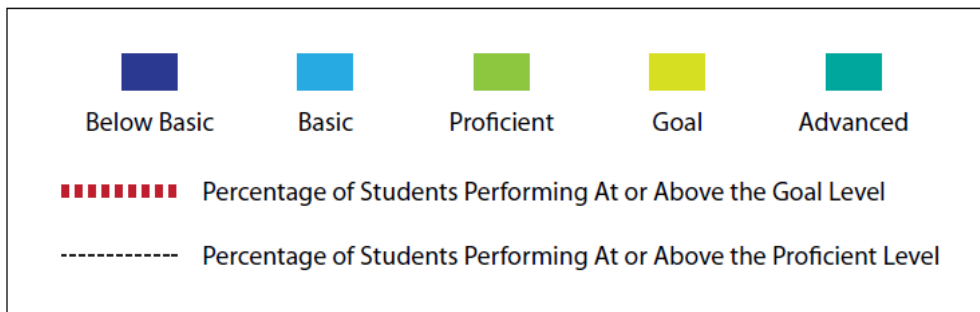 Below Basic Basic Proficient Goal Advanced
Percentage of Students Performing At or Above the Goal Level
Percentage of Students Performing At or Above the Proficient Level